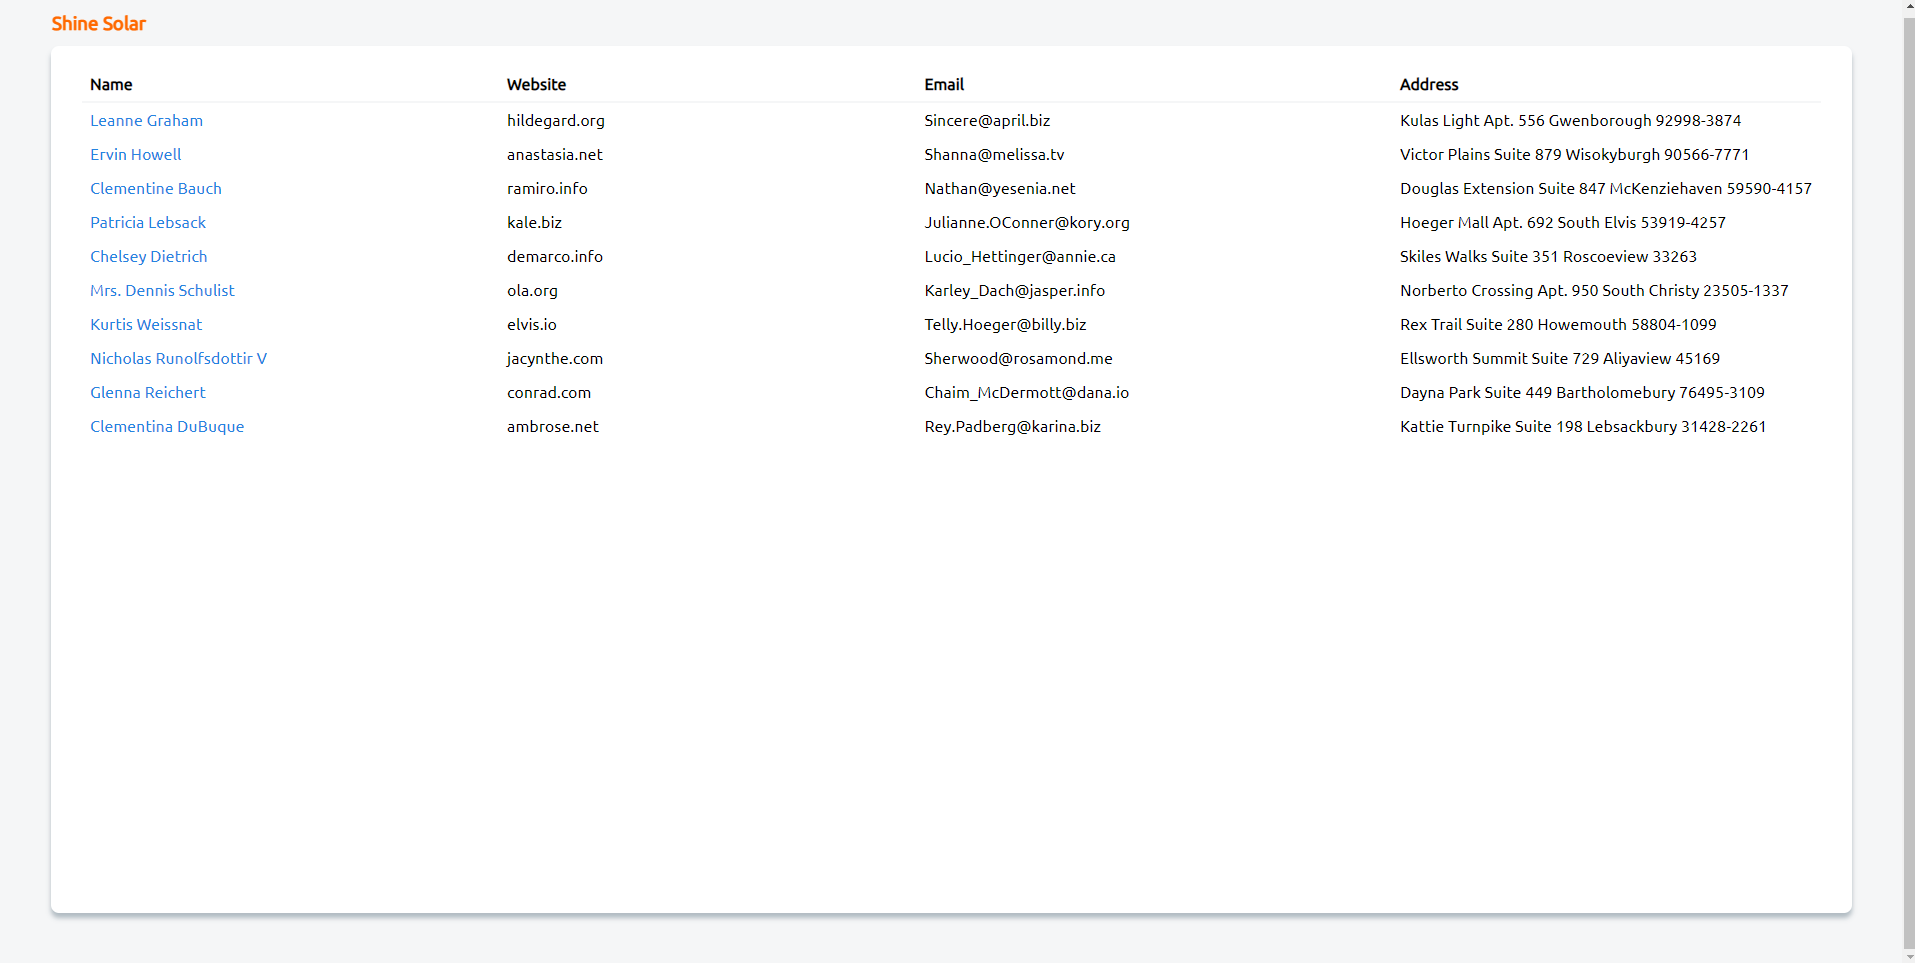 Shine Solar
Name Website Email Address
Leanne Graham hildegard.org Sincere@april.biz Kulas Light Apt. 556 Gwenborough 92998-3874
Ervin Howell anastasia.net Shanna@melissa.tv Victor Plains Suite 879 Wisokyburgh 90566-7771
Clementine Bauch ramiro.info Nathan@yesenia.net Douglas Extension Suite 847 McKenziehaven 59590-4157
Patricia Lebsack kale.biz Julianne.OConner@kory.org Hoeger Mall Apt. 692 South Elvis 53919-4257
Chelsey Dietrich demarco.info Lucio_Hettinger@annie.ca Skiles Walks Suite 351 Roscoeview 33263
Mrs. Dennis Schulist ola.org Karley_Dach@jasper.info Norberto Crossing Apt. 950 South Christy 23505-1337
Kurtis Weissnat elvis.io Telly.Hoeger@billy.biz Rex Trail Suite 280 Howemouth 58804-1099
Nicholas Runolfsdottir V jacynthe.com Sherwood@rosamond.me Ellsworth Summit Suite 729 Aliyaview 45169
Glenna Reichert conrad.com Chaim_McDermott@dana.io Dayna Park Suite 449 Bartholomebury 76495-3109
Clementina DuBuque ambrose.net Rey.Padberg@karina.biz Kattie Turnpike Suite 198 Lebsackbury 31428-2261